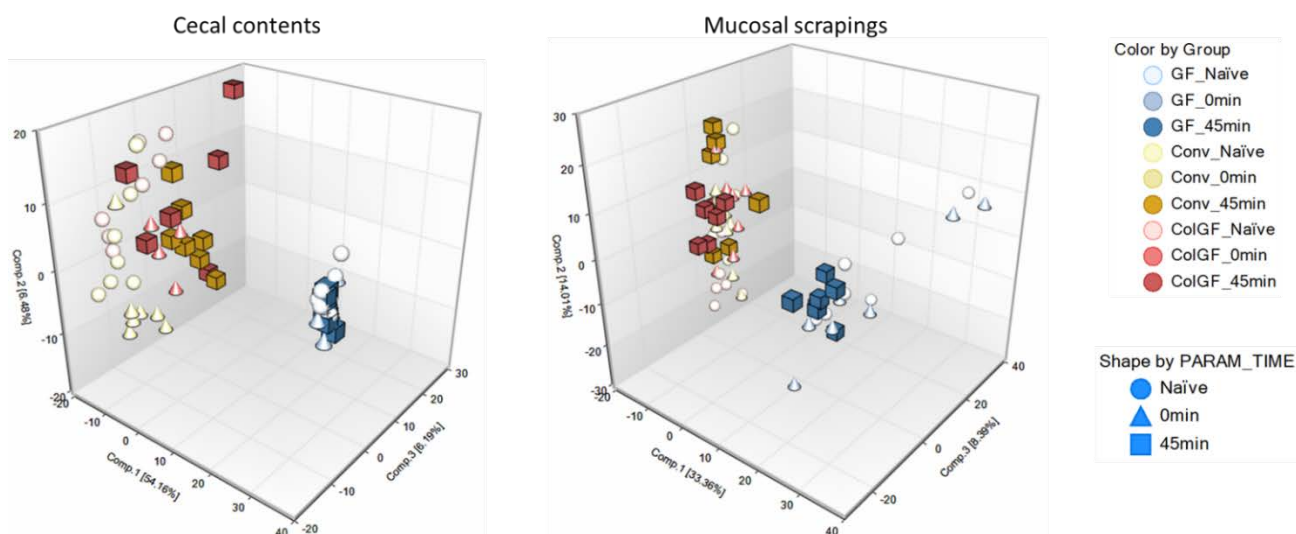 Cecal contents
20
10
0
-10
-20
Comp.2 [6.48%]
-20
-10
0
10
20
30
40
Comp.1 [54.16%]
-20
-10
0
10
20
30
Comp.3 [6.19%]
Mucosal scrapings
30
20
10
0
-10
-20
-30
Comp.2 [14.01%]
-20
-10
0
10
20
30
40
Comp.1 [33.36%]
-20
0
20
40
Comp.3 [8.39%]
Color by Group
GF_Naïve
GF_0min
GF_45min
Conv_Naïve
Conv_0min
Conv_45min
ColGF_Naïve
ColGF_0min
ColGF_45min
Shape by PARAM_TIME
Naïve
0min
45min